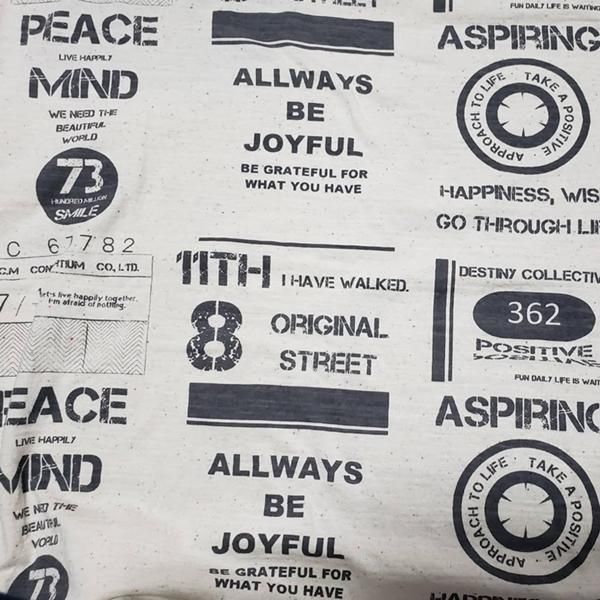 PEACE
LIVE HAPPILY
MIND
WE NEED THE
BEAUTIFUL
WORLD
73
HUNDRED MILLION
SMILE
ALLWAYS
BE
JOYFUL
BE GRATEFUL FOR
WHAT YOU HAVE
FUN DAILY LIFE IS WAITING
ASPIRING
APPROACH TO LIFE · TAKE A POSITIVE ·
HAPPINESS, WIS
GO THROUGH LI
C 67782
C.M CO., LTD.
7/
let's live happily together.
I'm afraid of nothing.
11TH I HAVE WALKED.
8 ORIGINAL
STREET
DESTINY COLLECTIV
362
POSITIVE
FUN DAILY LIFE IS WAIT
EACE
LIVE HAPPILY
MIND
WE NEED THE
BEAUTIFUL
WORLD
73
ALLWAYS
BE
JOYFUL
BE GRATEFUL FOR
WHAT YOU HAVE
ASPIRING
APPROACH TO LIFE · TAKE A POSITIVE ·